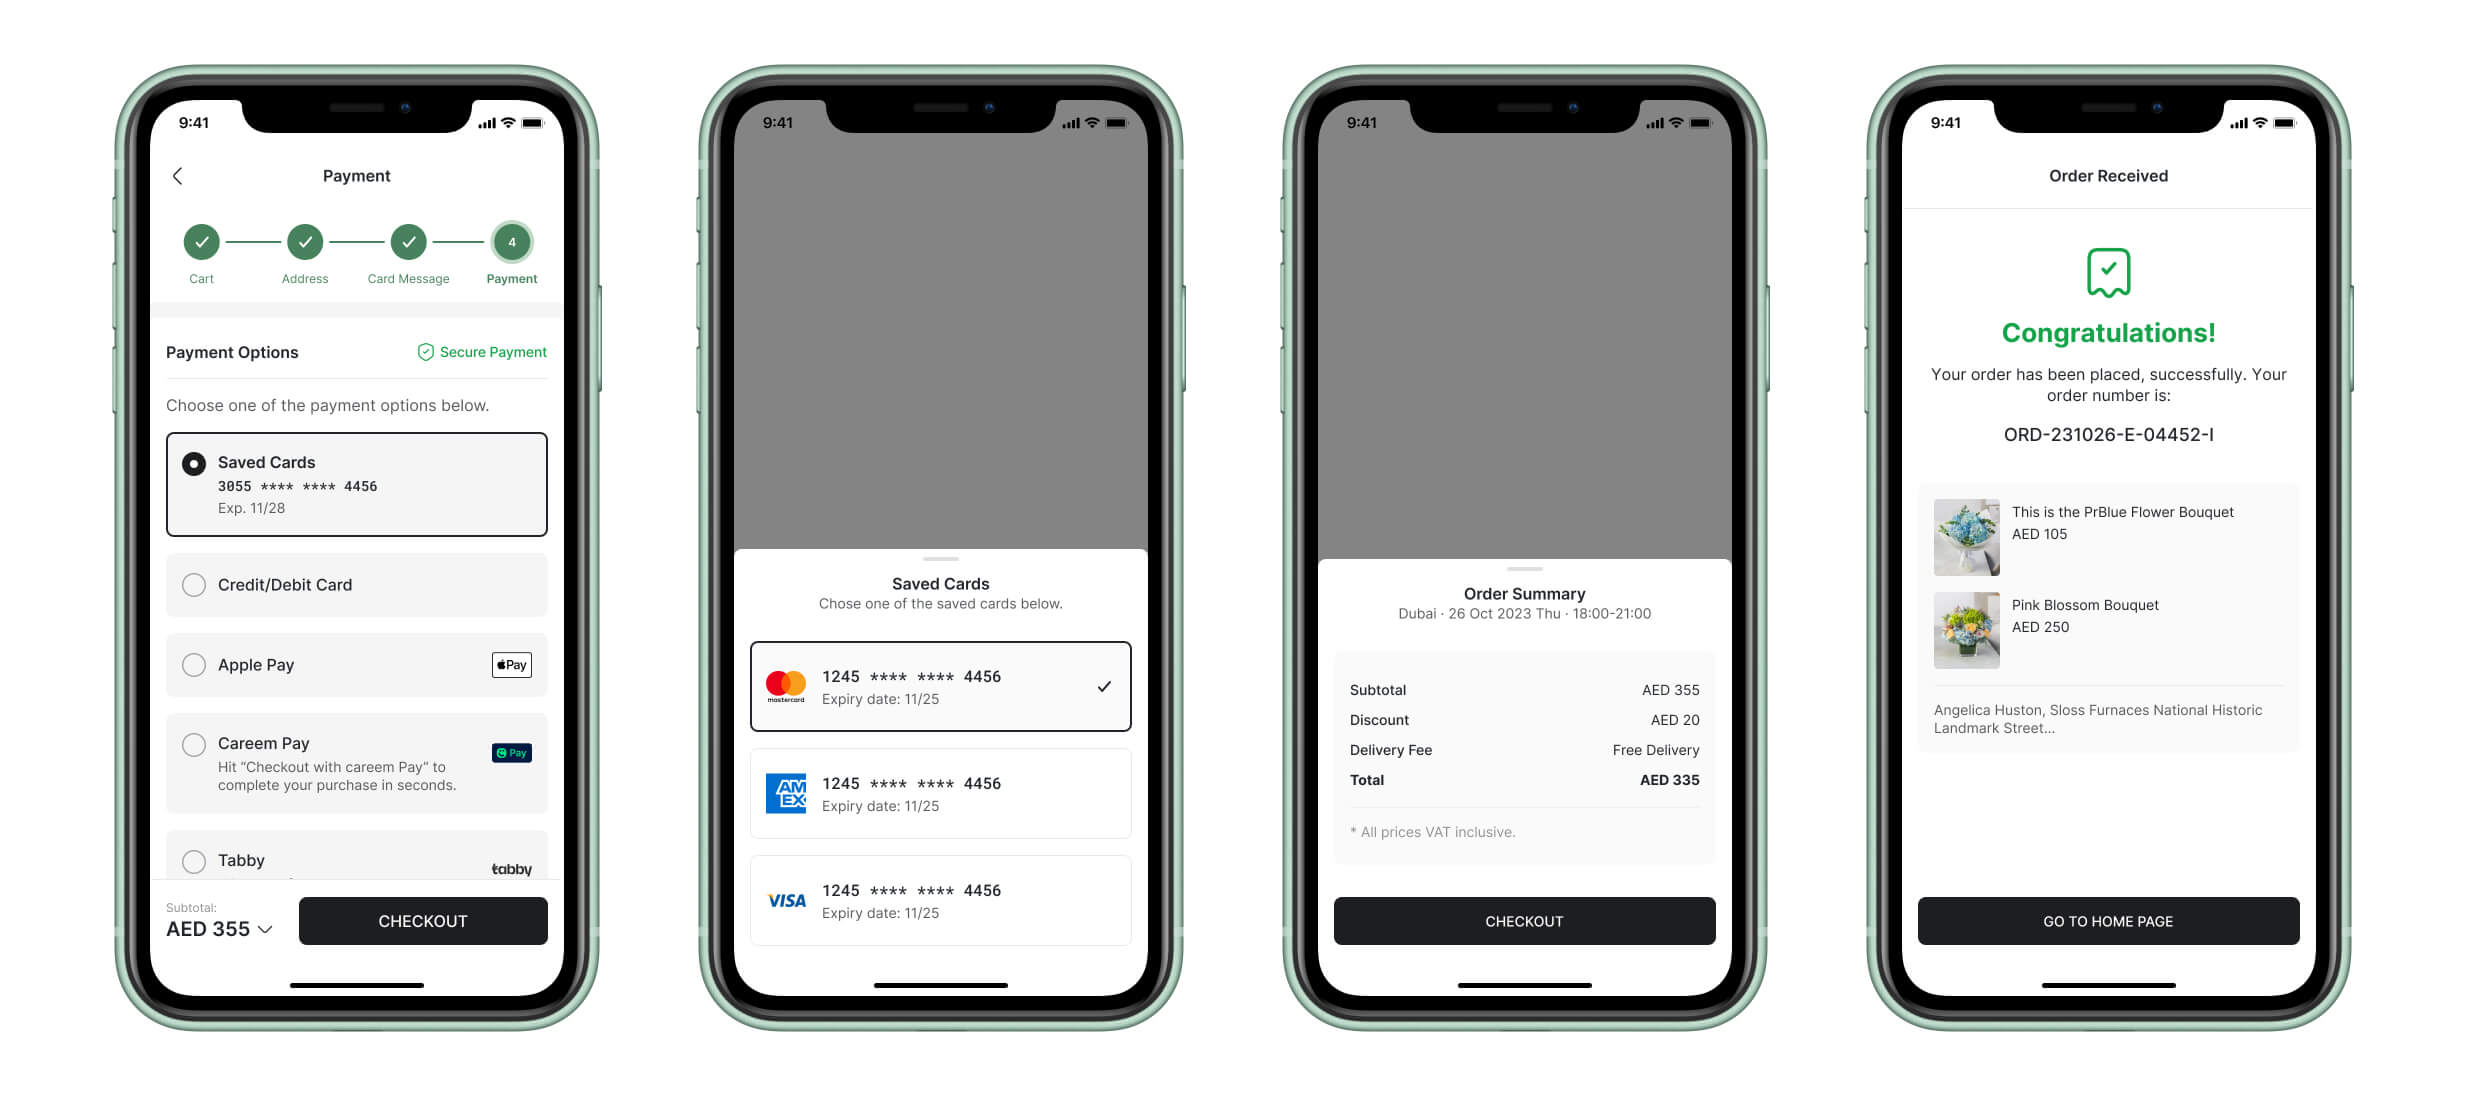 9:41
Payment
4
Cart
Address
Card Message
Payment
Payment Options
Secure Payment
Choose one of the payment options below.
Saved Cards
3055 **** **** 4456
Exp. 11/28
Credit/Debit Card
Apple Pay
Pay
Careem Pay
Pay
Hit “Checkout with careem Pay” to
complete your purchase in seconds.
Tabby
tabby
Subtotal:
AED 355
CHECKOUT
9:41
Saved Cards
Chose one of the saved cards below.
mastercard
1245 **** **** 4456
Expiry date: 11/25
AM
EX
1245 **** **** 4456
Expiry date: 11/25
VISA
1245 **** **** 4456
Expiry date: 11/25
9:41
Order Summary
Dubai · 26 Oct 2023 Thu · 18:00-21:00
Subtotal AED 355
Discount AED 20
Delivery Fee Free Delivery
Total AED 335
* All prices VAT inclusive.
CHECKOUT
9:41
Order Received
Congratulations!
Your order has been placed, successfully. Your
order number is:
ORD-231026-E-04452-I
This is the PrBlue Flower Bouquet
AED 105
Pink Blossom Bouquet
AED 250
Angelica Huston, Sloss Furnaces National Historic
Landmark Street...
GO TO HOME PAGE